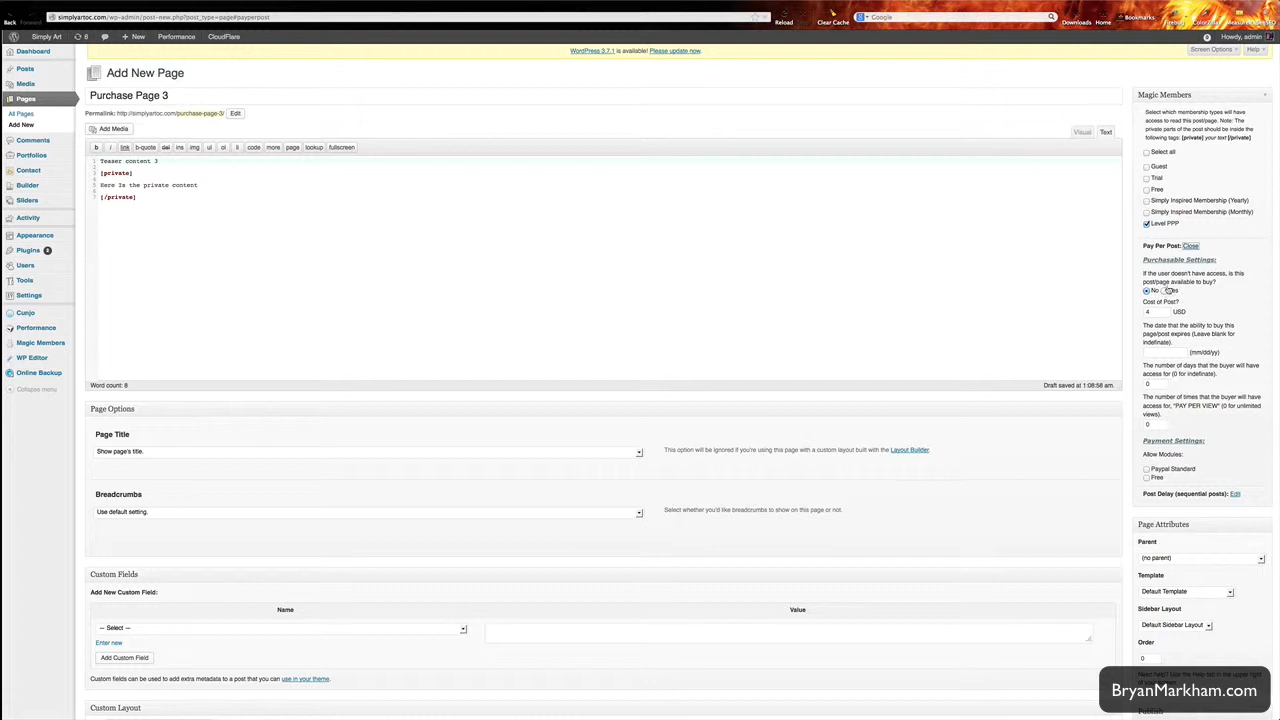 simplyartoc.com/wp-admin/post-new.php?post_type=page#payperpost
Google
Back
Reload
Clear Cache
Downloads
Home
Bookmarks
Simply Art
8
New
Performance
CloudFlare
0
Howdy, admin
WordPress 3.7.1 is available! Please update now.
Screen Options
Help
Dashboard
Posts
Media
Pages
All Pages
Add New
Comments
Portfolios
Contact
Builder
Sliders
Activity
Appearance
Plugins
Users
Tools
Settings
Cunjo
Performance
Magic Members
WP Editor
Online Backup
Collapse menu
Add New Page
Purchase Page 3
Permalink: http://simplyartoc.com/purchase-page-3/ Edit
Add Media
Visual
Text
b
i
link
b-quote
del
ins
img
ul
ol
li
code
more
page
lookup
fullscreen
1 Teaser content 3
2
3 [private]
4
5 Here Is the private content
6
7 [/private]
Word count: 8
Draft saved at 1:08:58 am.
Page Options
Page Title
Show page's title.
This option will be ignored if you're using this page with a custom layout built with the Layout Builder.
Breadcrumbs
Use default setting.
Select whether you'd like breadcrumbs to show on this page or not.
Custom Fields
Add New Custom Field:
Name
Value
— Select —
Enter new
Add Custom Field
Custom fields can be used to add extra metadata to a post that you can use in your theme.
Custom Layout
Magic Members
Select which membership types will have
access to read this post/page. Note: The
private parts of the post should be inside the
following tags: [private] your text [/private]
Select all
Guest
Trial
Free
Simply Inspired Membership (Yearly)
Simply Inspired Membership (Monthly)
Level PPP
Pay Per Post: Close
Purchasable Settings:
If the user doesn't have access, is this
post/page available to buy?
No
Cost of Post?
4 USD
The date that the ability to buy this
page/post expires (Leave blank for
indefinate).
(mm/dd/yy)
The number of days that the buyer will have
access for (0 for indefinate).
0
The number of times that the buyer will have
access for, "PAY PER VIEW" (0 for unlimited
views).
0
Payment Settings:
Allow Modules:
Paypal Standard
Free
Post Delay (sequential posts): Edit
Page Attributes
Parent
(no parent)
Template
Default Template
Sidebar Layout
Default Sidebar Layout
Order
0
BryanMarkham.com